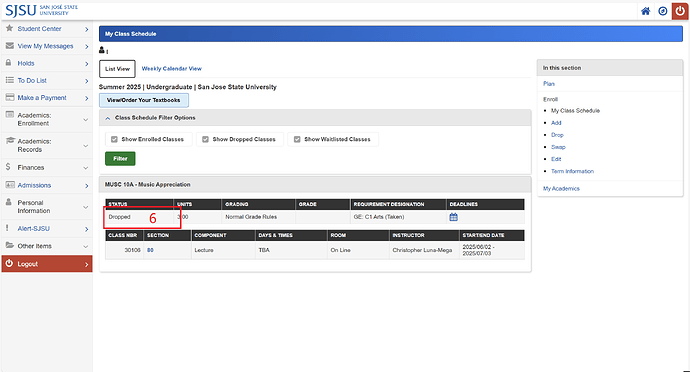 SJSU SAN JOSÉ STATE UNIVERSITY
Student Center
View My Messages
Holds
To Do List
Make a Payment
Academics: Enrollment
Academics: Records
Finances
Admissions
Personal Information
Alert-SJSU
Other Items
Logout
My Class Schedule
List View Weekly Calendar View
Summer 2025 | Undergraduate | San Jose State University
View/Order Your Textbooks
Class Schedule Filter Options
Show Enrolled Classes Show Dropped Classes Show Waitlisted Classes
Filter
MUSC 10A - Music Appreciation
STATUS UNITS GRADING GRADE REQUIREMENT DESIGNATION DEADLINES
Dropped 6 3.00 Normal Grade Rules GE: C1 Arts (Taken)
CLASS NBR SECTION COMPONENT DAYS & TIMES ROOM INSTRUCTOR START/END DATE
30106 80 Lecture TBA On Line Christopher Luna-Mega 2025/06/02 - 2025/07/03
In this section
Plan
Enroll
My Class Schedule
Add
Drop
Swap
Edit
Term Information
My Academics